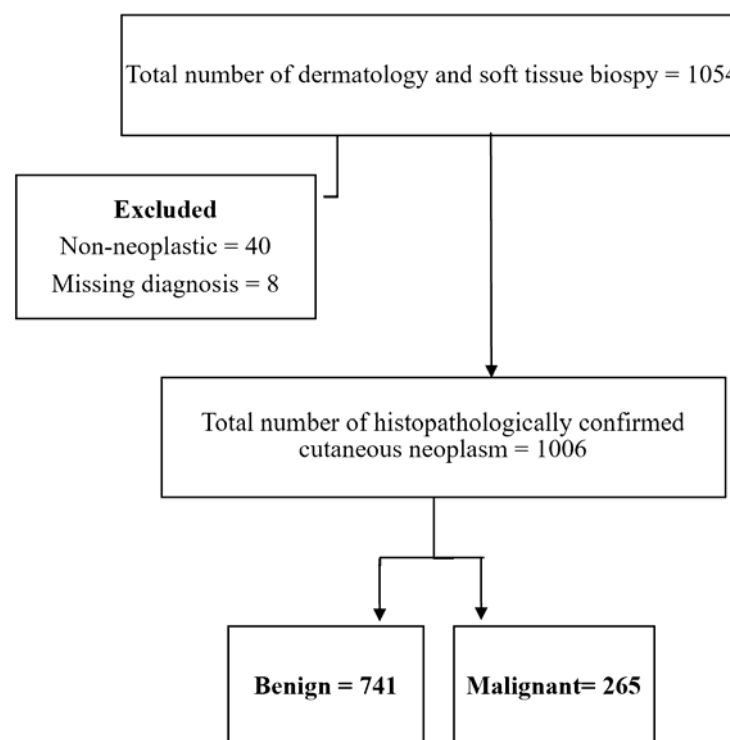 Total number of dermatology and soft tissue biospy = 1054
Excluded
Non-neoplastic = 40
Missing diagnosis = 8
Total number of histopathologically confirmed
cutaneous neoplasm = 1006
Benign = 741
Malignant= 265